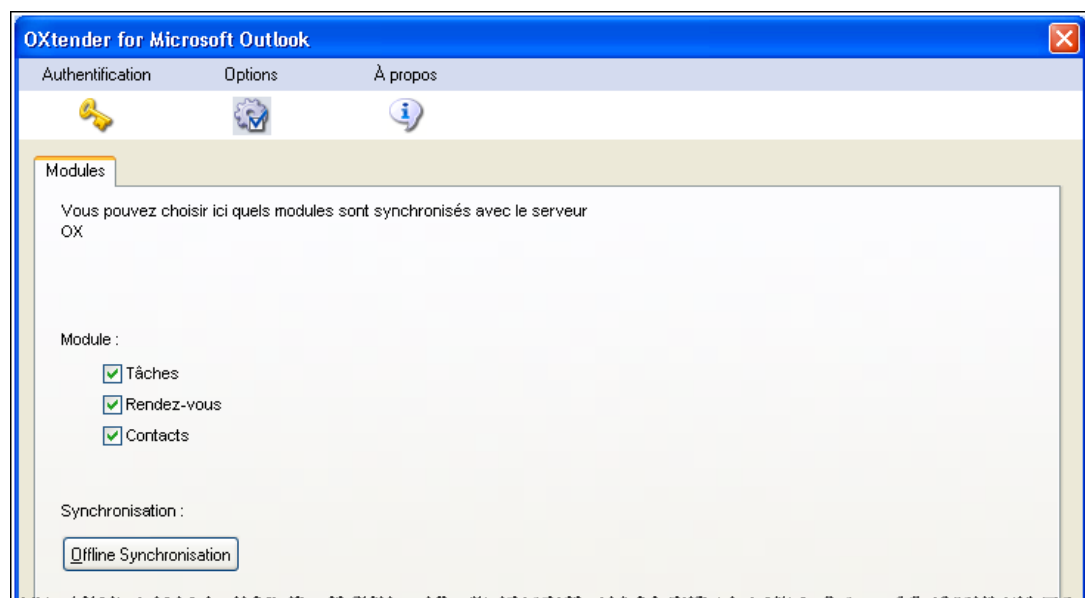 OXtender for Microsoft Outlook
Authentification Options À propos
Modules
Vous pouvez choisir ici quels modules sont synchronisés avec le serveur
OX
Module :
Tâches
Rendez-vous
Contacts
Synchronisation :
Offline Synchronisation